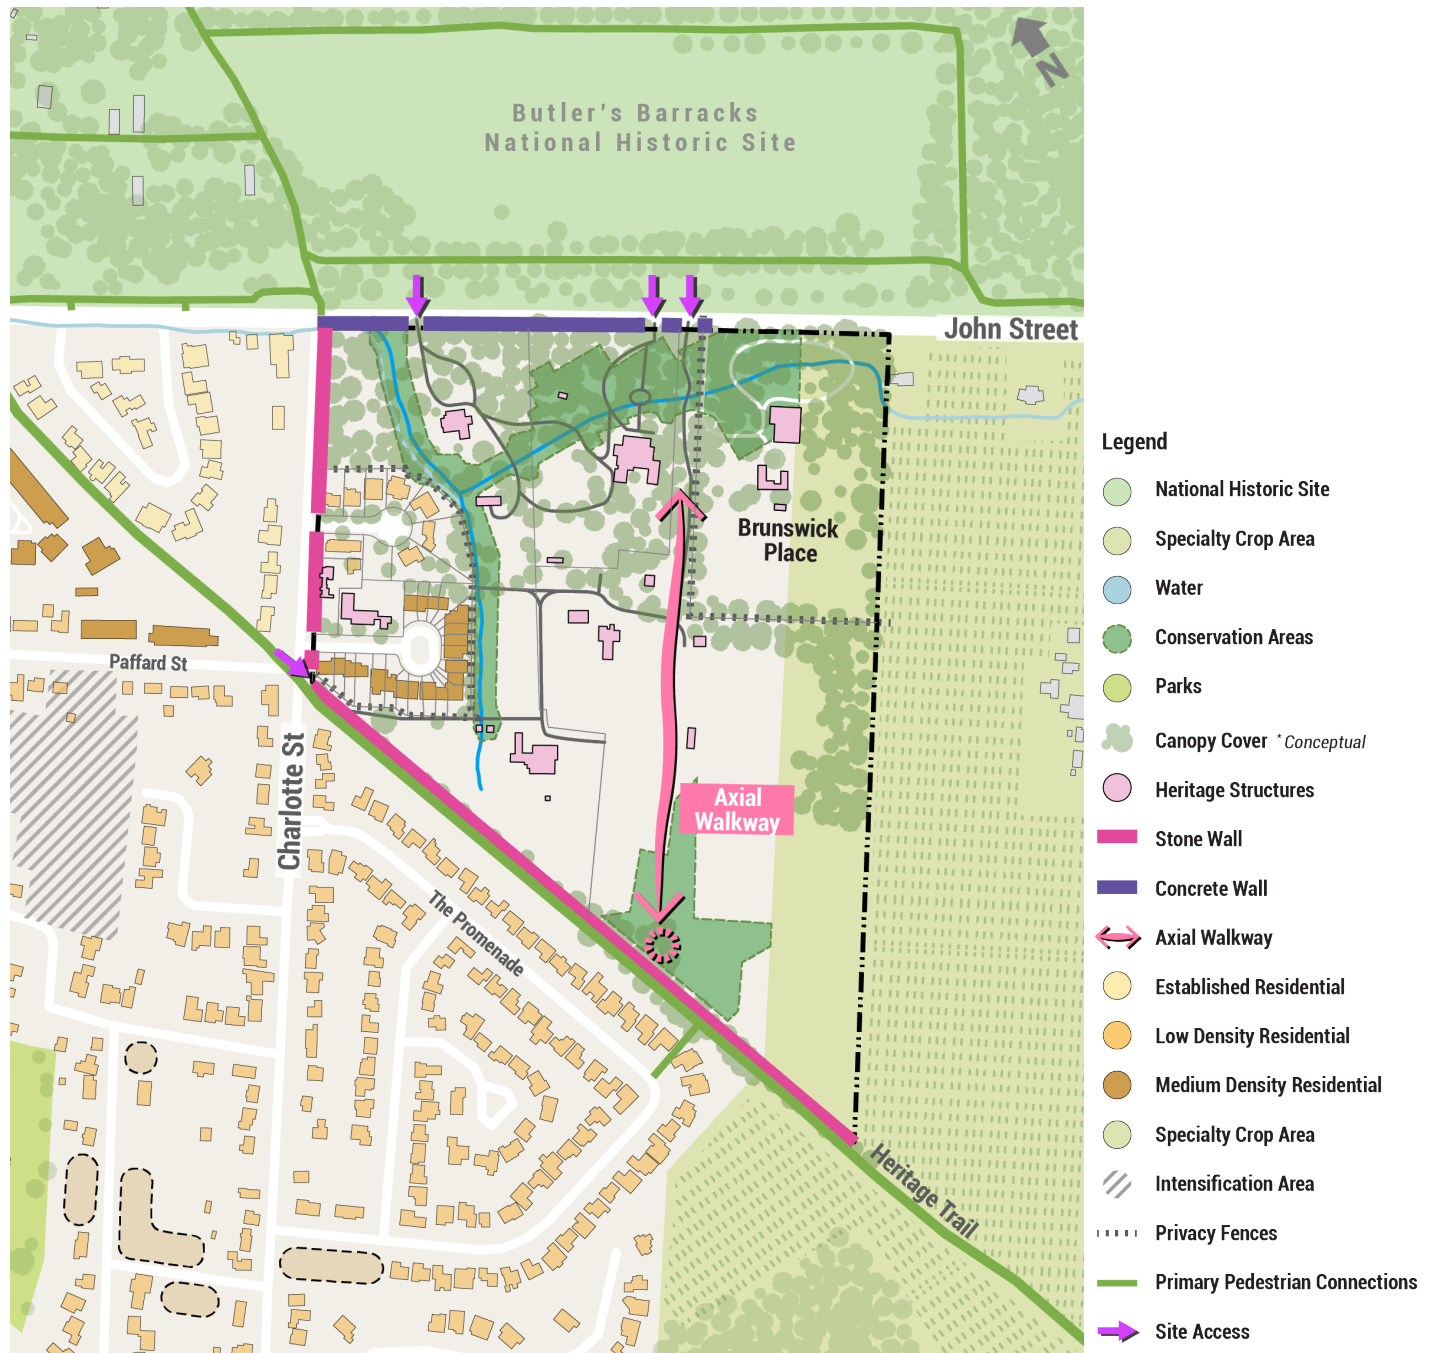 N
Butler's Barracks
National Historic Site
John Street
Brunswick
Place
Paffard St
Charlotte St
Axial
Walkway
The Promenade
Heritage Trail
Legend
National Historic Site
Specialty Crop Area
Water
Conservation Areas
Parks
Canopy Cover *Conceptual
Heritage Structures
Stone Wall
Concrete Wall
Axial Walkway
Established Residential
Low Density Residential
Medium Density Residential
Specialty Crop Area
Intensification Area
Privacy Fences
Primary Pedestrian Connections
Site Access